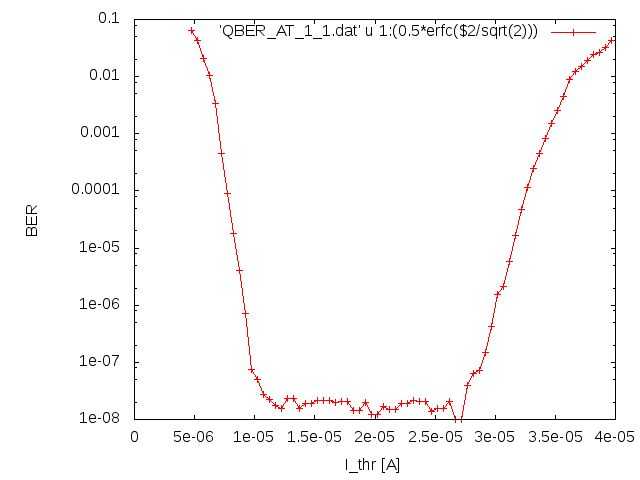 0.1
'QBER_AT_1_1.dat' u 1:(0.5*erfc($2/sqrt(2)))
0.01
0.001
0.0001
BER
1e-05
1e-06
1e-07
1e-08
0 5e-06 1e-05 1.5e-05 2e-05 2.5e-05 3e-05 3.5e-05 4e-05
I_thr [A]